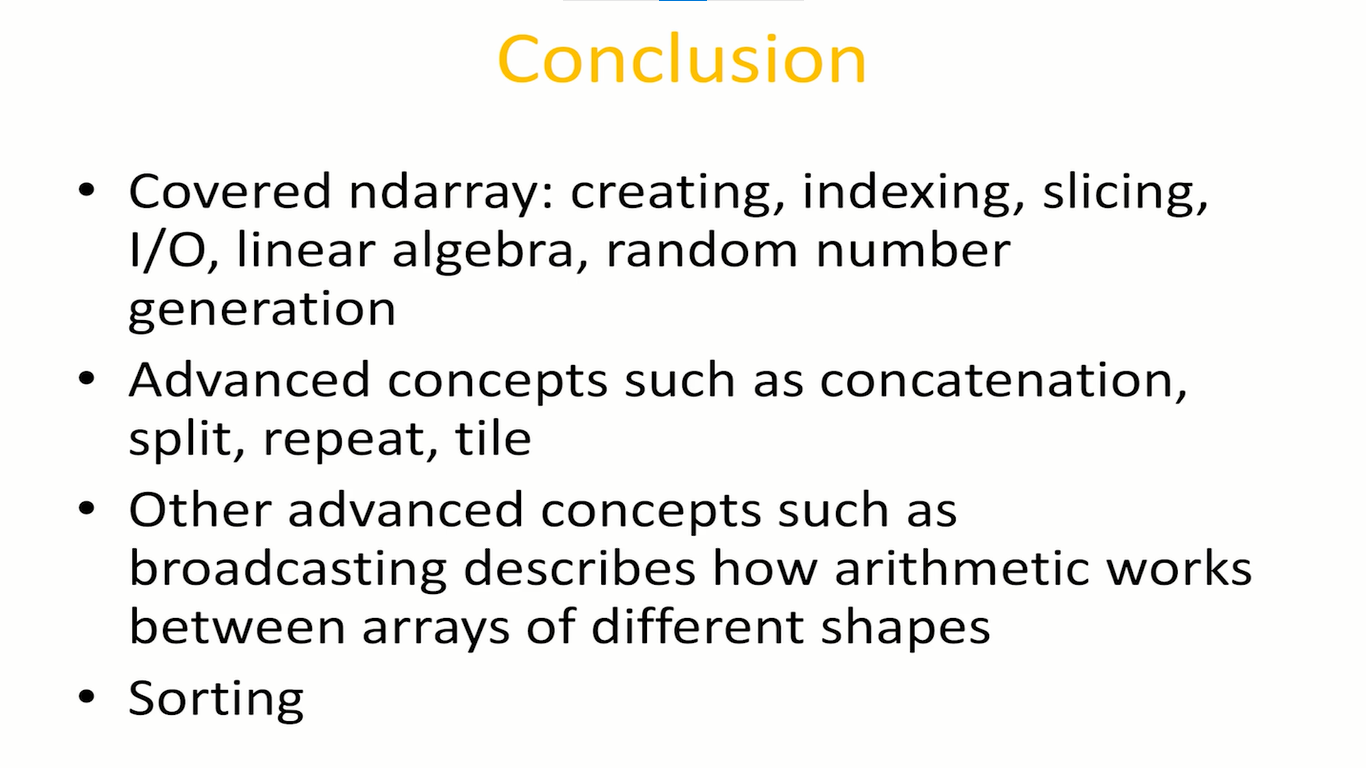 Conclusion
• Covered ndarray: creating, indexing, slicing,
I/O, linear algebra, random number
generation
• Advanced concepts such as concatenation,
split, repeat, tile
• Other advanced concepts such as
broadcasting describes how arithmetic works
between arrays of different shapes
• Sorting